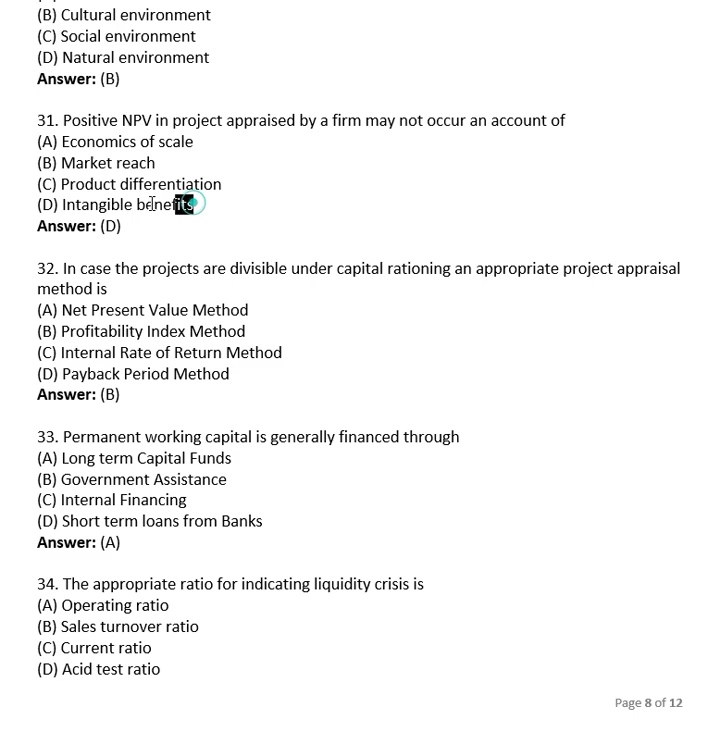 (B) Cultural environment
(C) Social environment
(D) Natural environment
Answer: (B)
31. Positive NPV in project appraised by a firm may not occur an account of
(A) Economics of scale
(B) Market reach
(C) Product differentiation
(D) Intangible benefits
Answer: (D)
32. In case the projects are divisible under capital rationing an appropriate project appraisal
method is
(A) Net Present Value Method
(B) Profitability Index Method
(C) Internal Rate of Return Method
(D) Payback Period Method
Answer: (B)
33. Permanent working capital is generally financed through
(A) Long term Capital Funds
(B) Government Assistance
(C) Internal Financing
(D) Short term loans from Banks
Answer: (A)
34. The appropriate ratio for indicating liquidity crisis is
(A) Operating ratio
(B) Sales turnover ratio
(C) Current ratio
(D) Acid test ratio
Page 8 of 12